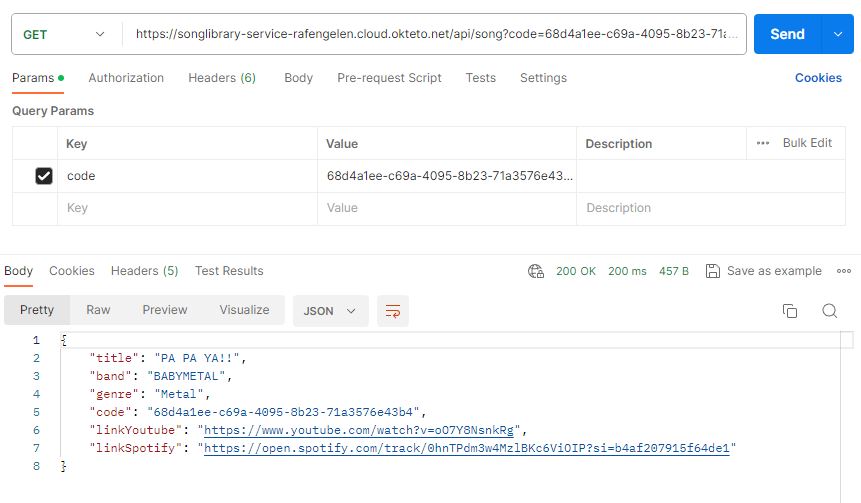 GET https://songlibrary-service-rafengelen.cloud.okteto.net/api/song?code=68d4a1ee-c69a-4095-8b23-71a... Send
Params Authorization Headers (6) Body Pre-request Script Tests Settings Cookies
Query Params
Key Value Description ••• Bulk Edit
code 68d4a1ee-c69a-4095-8b23-71a3576e43...
Key Value Description
Body Cookies Headers (5) Test Results 200 OK 200 ms 457 B Save as example
Pretty Raw Preview Visualize JSON
1 {
2 "title": "PA PA YA!!",
3 "band": "BABYMETAL",
4 "genre": "Metal",
5 "code": "68d4a1ee-c69a-4095-8b23-71a3576e43b4",
6 "linkYoutube": "https://www.youtube.com/watch?v=oO7Y8NsnkRg",
7 "linkSpotify": "https://open.spotify.com/track/0hnTPdm3w4MzlBKc6ViOIP?si=b4af207915f64de1"
8 }